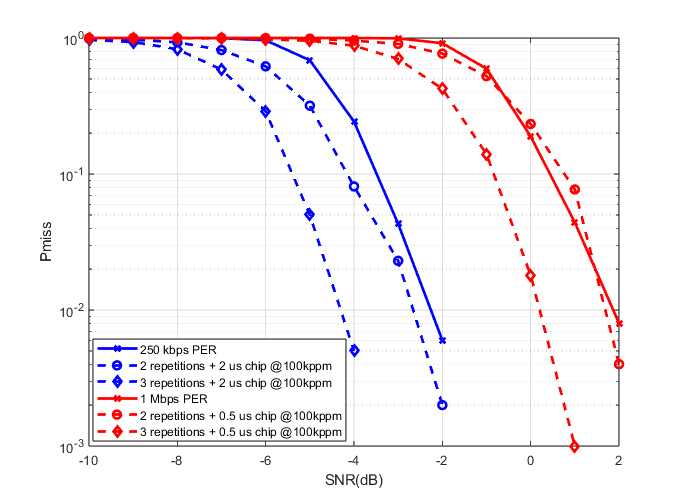 10^0
10^-1
10^-2
10^-3
Pmiss
250 kbps PER
2 repetitions + 2 us chip @100kppm
3 repetitions + 2 us chip @100kppm
1 Mbps PER
2 repetitions + 0.5 us chip @100kppm
3 repetitions + 0.5 us chip @100kppm
-10 -8 -6 -4 -2 0 2
SNR(dB)